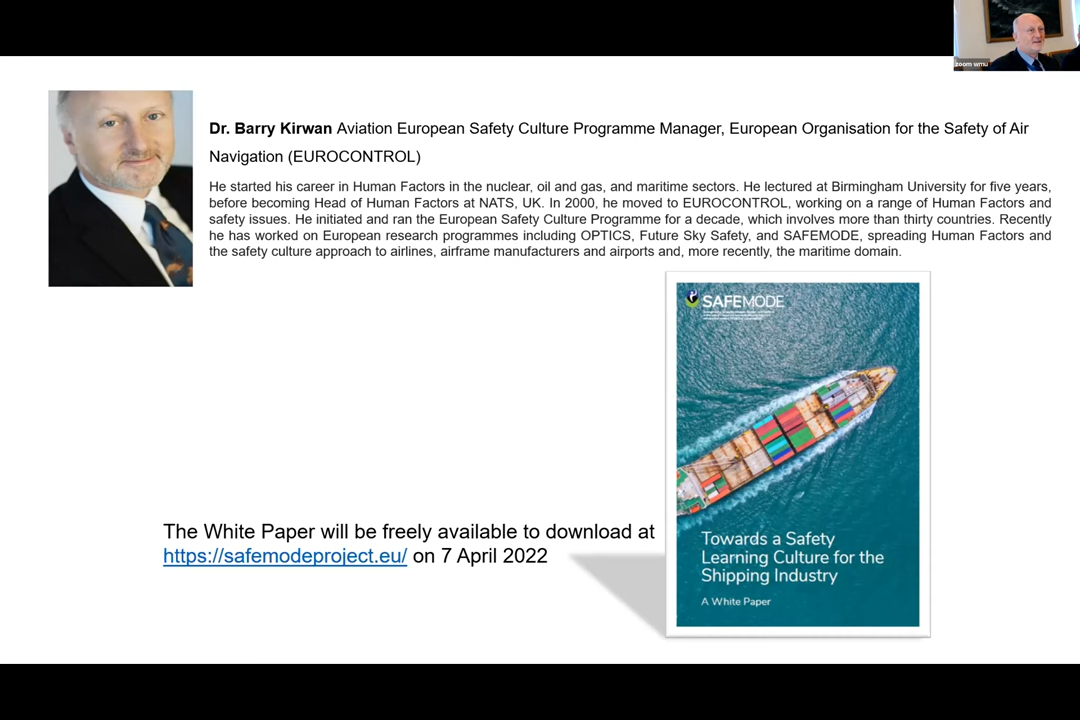 zoom wmu
Dr. Barry Kirwan Aviation European Safety Culture Programme Manager, European Organisation for the Safety of Air
Navigation (EUROCONTROL)
He started his career in Human Factors in the nuclear, oil and gas, and maritime sectors. He lectured at Birmingham University for five years,
before becoming Head of Human Factors at NATS, UK. In 2000, he moved to EUROCONTROL, working on a range of Human Factors and
safety issues. He initiated and ran the European Safety Culture Programme for a decade, which involves more than thirty countries. Recently
he has worked on European research programmes including OPTICS, Future Sky Safety, and SAFEMODE, spreading Human Factors and
the safety culture approach to airlines, airframe manufacturers and airports and, more recently, the maritime domain.
SAFEMODE
The White Paper will be freely available to download at
https://safemodeproject.eu/ on 7 April 2022
Towards a Safety
Learning Culture for the
Shipping Industry
A White Paper